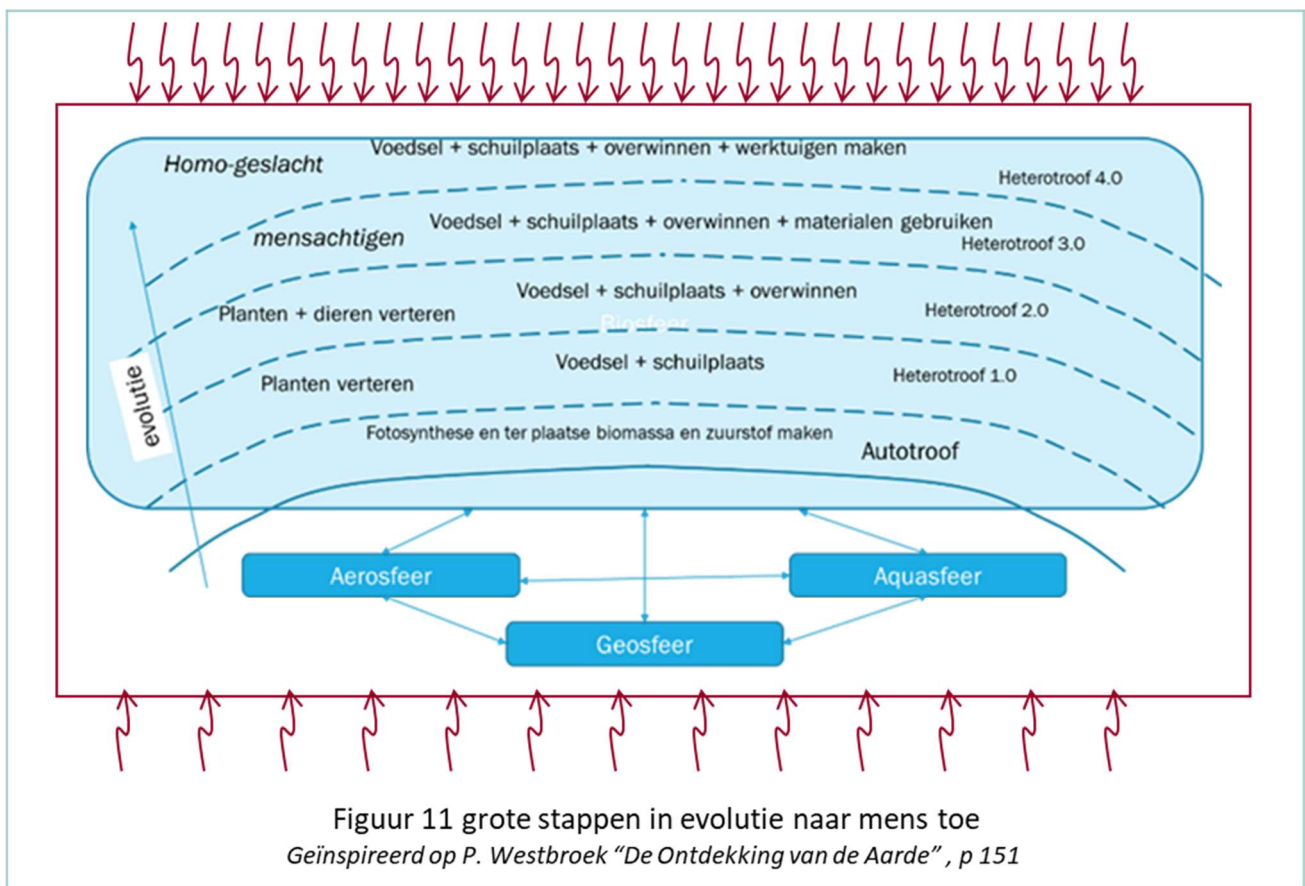 Voedsel + schuilplaats + overwinnen + werktuigen maken
Homo-geslacht
Heterotroof 4.0
Voedsel + schuilplaats + overwinnen + materialen gebruiken
mensachtigen
Heterotroof 3.0
Voedsel + schuilplaats + overwinnen
Planten + dieren verteren
Heterotroof 2.0
Biosfeer
Voedsel + schuilplaats
Planten verteren
Heterotroof 1.0
evolutie
Fotosynthese en ter plaatse biomassa en zuurstof maken
Autotroof
Aerosfeer
Aquasfeer
Geosfeer
Figuur 11 grote stappen in evolutie naar mens toe
Geïnspireerd op P. Westbroek “De Ontdekking van de Aarde” , p 151